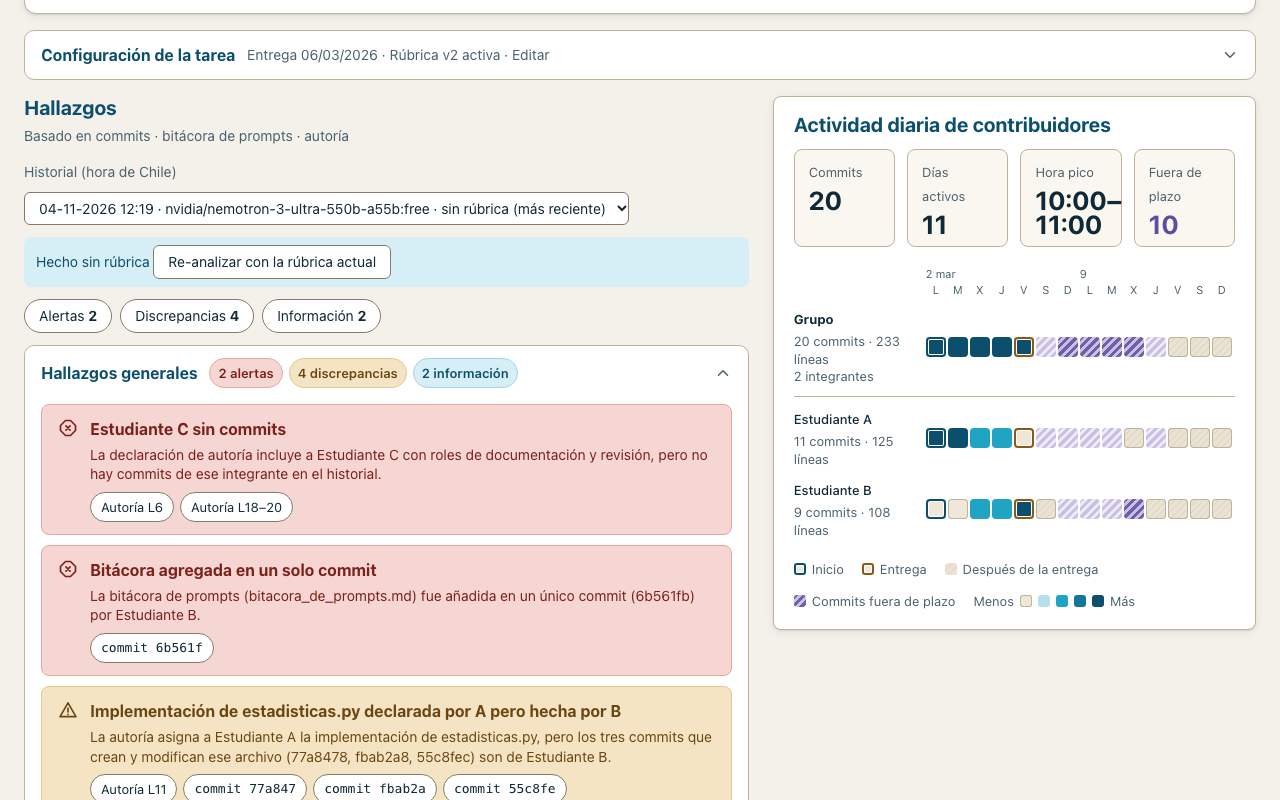 Configuración de la tarea Entrega 06/03/2026 · Rúbrica v2 activa · Editar
Hallazgos
Basado en commits · bitácora de prompts · autoría
Historial (hora de Chile)
04-11-2026 12:19 · nvidia/nemotron-3-ultra-550b-a55b:free · sin rúbrica (más reciente)
Hecho sin rúbrica Re-analizar con la rúbrica actual
Alertas 2 Discrepancias 4 Información 2
Hallazgos generales 2 alertas 4 discrepancias 2 información
Estudiante C sin commits
La declaración de autoría incluye a Estudiante C con roles de documentación y revisión, pero no
hay commits de ese integrante en el historial.
Autoría L6 Autoría L18–20
Bitácora agregada en un solo commit
La bitácora de prompts (bitacora_de_prompts.md) fue añadida en un único commit (6b561fb)
por Estudiante B.
commit 6b561f
Implementación de estadisticas.py declarada por A pero hecha por B
La autoría asigna a Estudiante A la implementación de estadisticas.py, pero los tres commits que
crean y modifican ese archivo (77a8478, fbab2a8, 55c8fec) son de Estudiante B.
Autoría L11 commit 77a847 commit fbab2a commit 55c8fe
Actividad diaria de contribuidores
Commits
20
Días
activos
11
Hora pico
10:00–
11:00
Fuera de
plazo
10
2 mar 9
L M X J V S D L M X J V S D
Grupo
20 commits · 233
líneas
2 integrantes
Estudiante A
11 commits · 125
líneas
Estudiante B
9 commits · 108
líneas
Inicio Entrega Después de la entrega
Commits fuera de plazo Menos Más